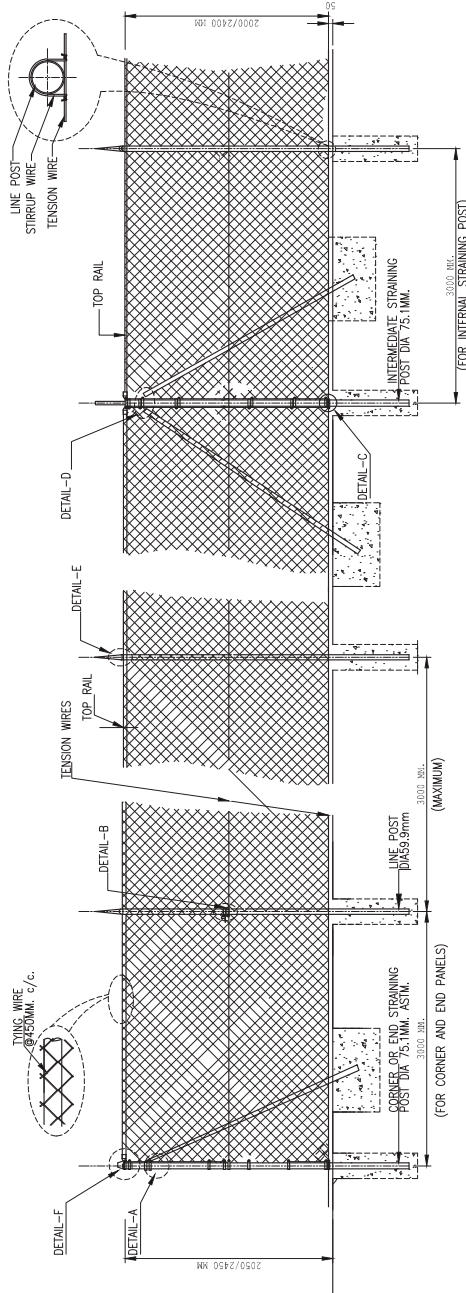 LINE POST
STIRRUP WIRE
TENSION WIRE
2000/2400 MM
50
TOP RAIL
DETAIL-D
INTERMEDIATE STRAINING
POST DIA 75.1MM.
DETAIL-C
3000 MM.
(FOR INTERNAL STRAINING POST)
DETAIL-E
TOP RAIL
TENSION WIRES
DETAIL-B
3000 MM.
(MAXIMUM)
LINE POST
DIA59.9mm
TYING WIRE
@450MM. c/c.
CORNER OR END STRAINING
POST DIA 75.1MM. ASTM.
3000 MM.
(FOR CORNER AND END PANELS)
DETAIL-F
DETAIL-A
2050/2450 MM